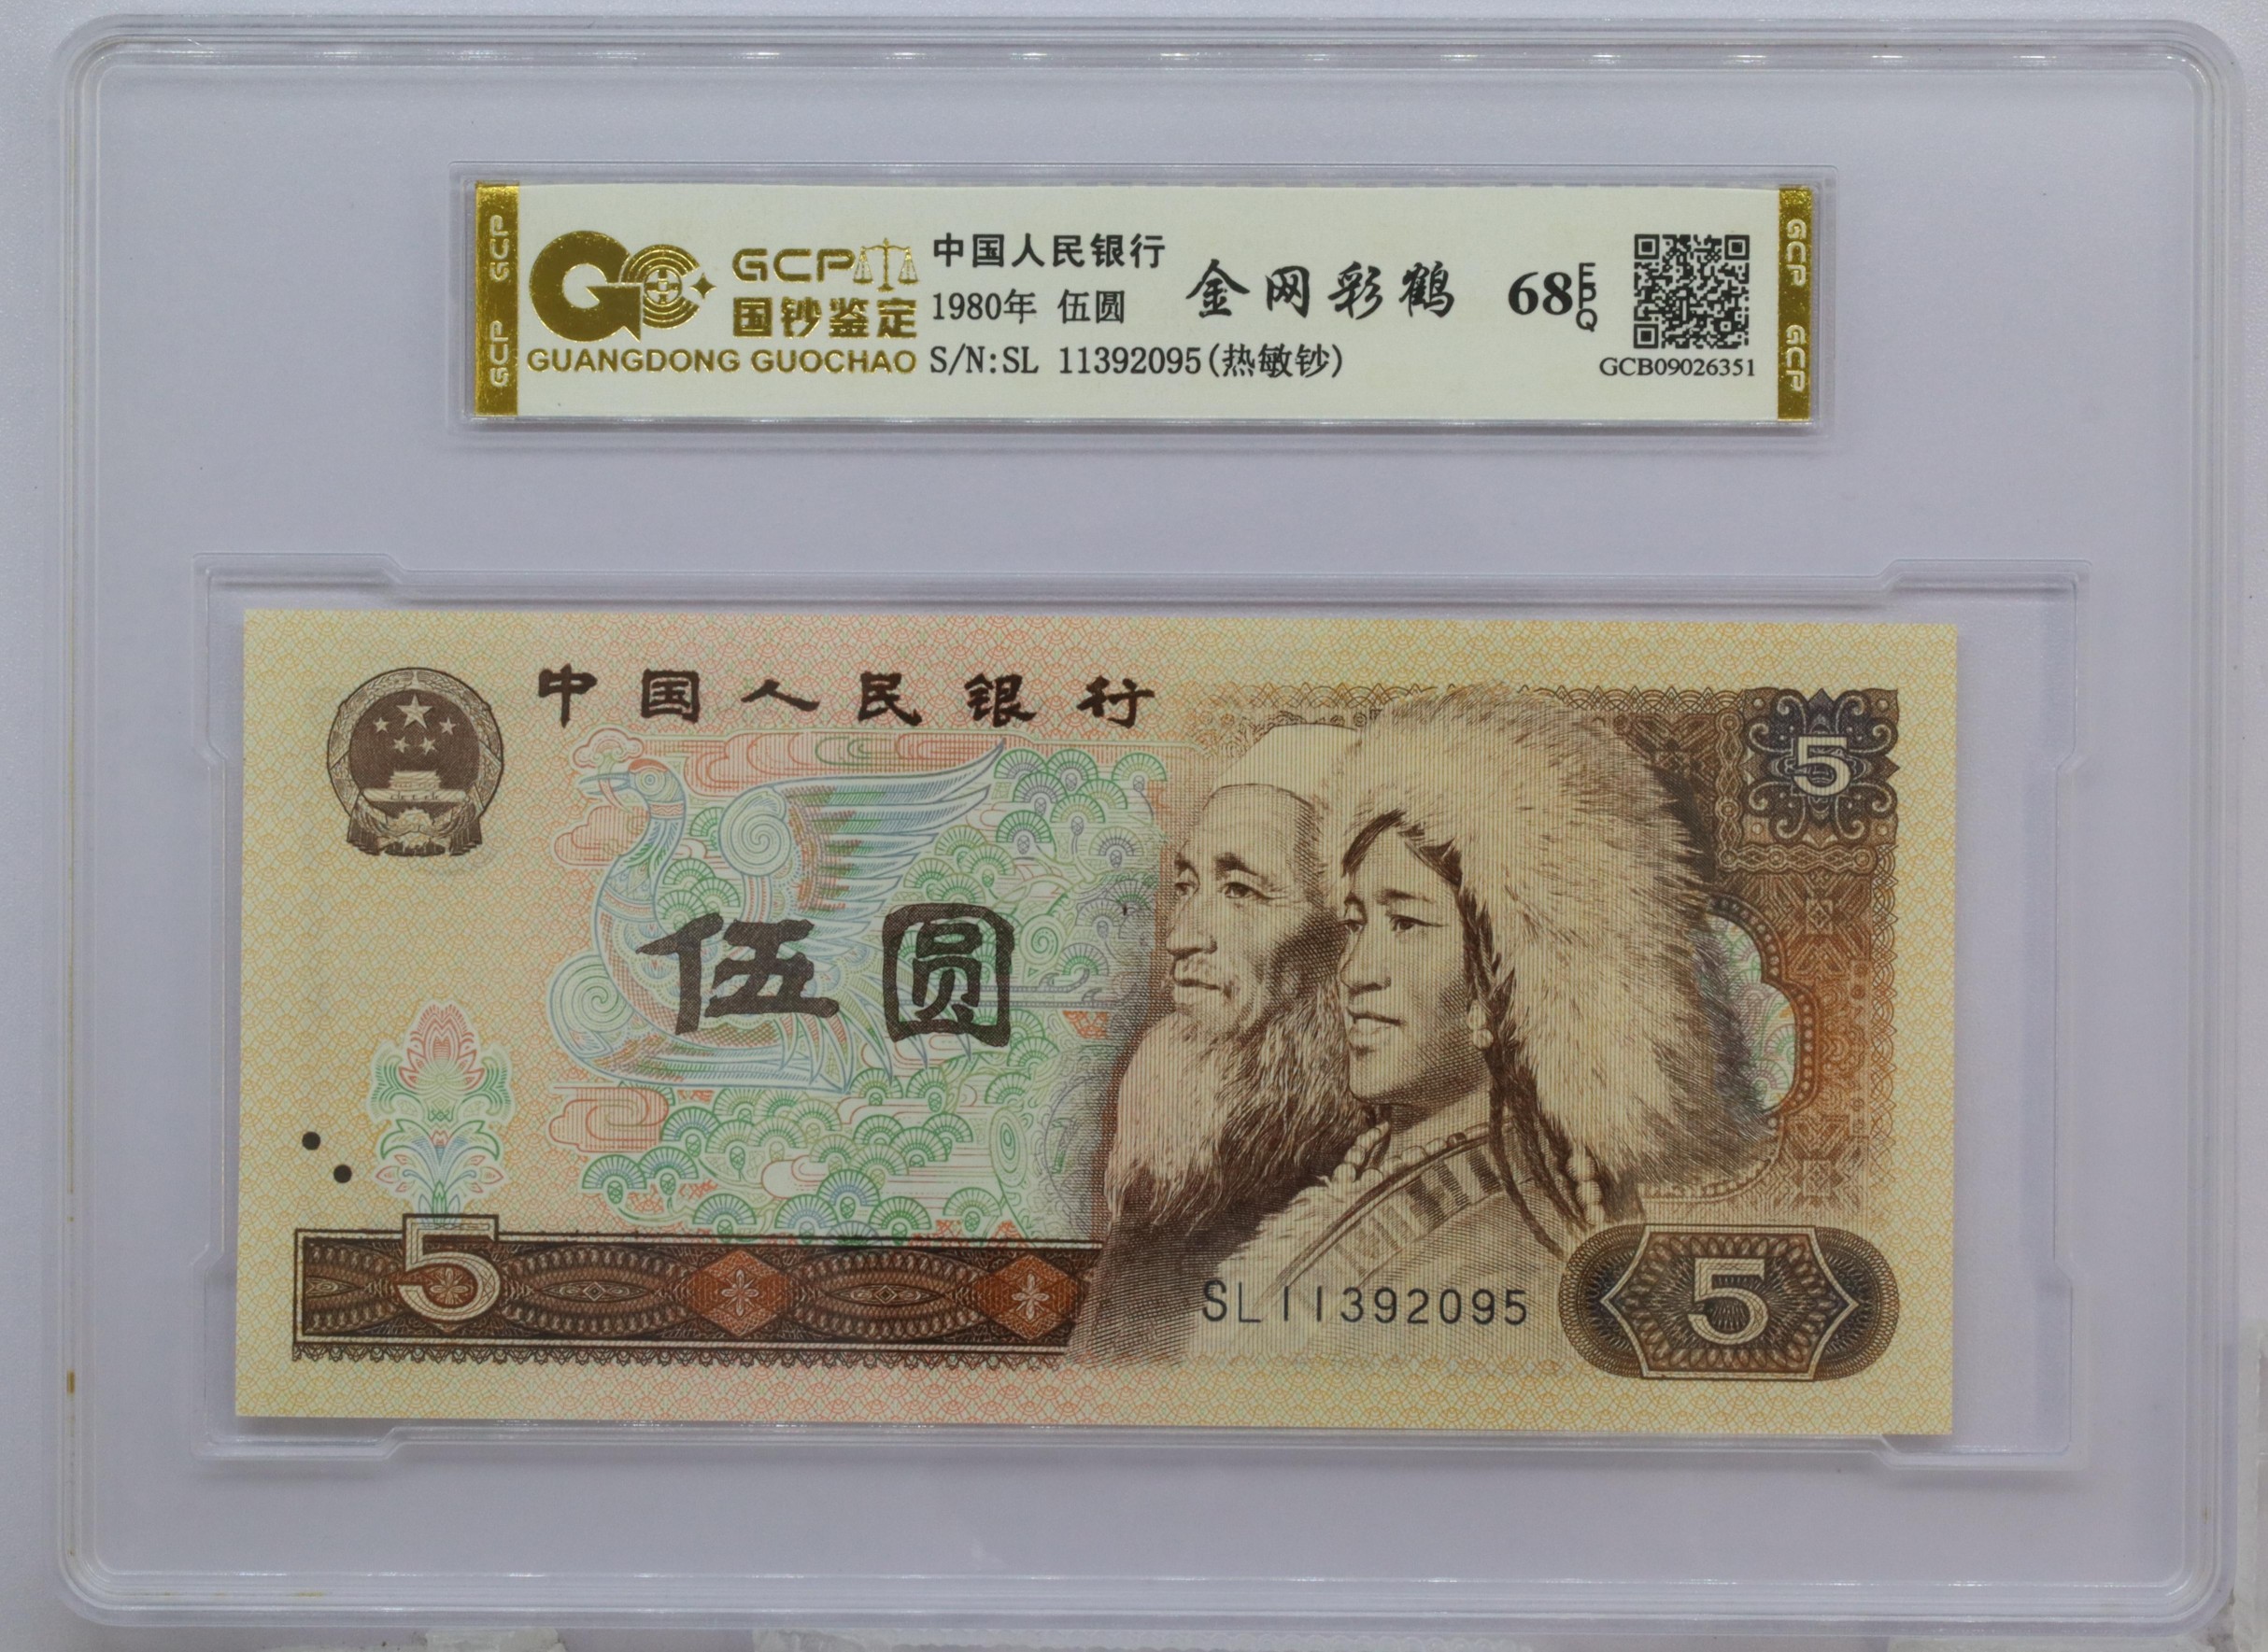 GCP GCP
GCP
国钞鉴定
GUANGDONG GUOCHAO
中国人民银行
1980年 伍圆
S/N:SL 11392095(热敏钞)
金网彩鹤
68 EPQ
GCB09026351
GCP GCP
中国人民银行
5
伍圆
5
SL11392095
5